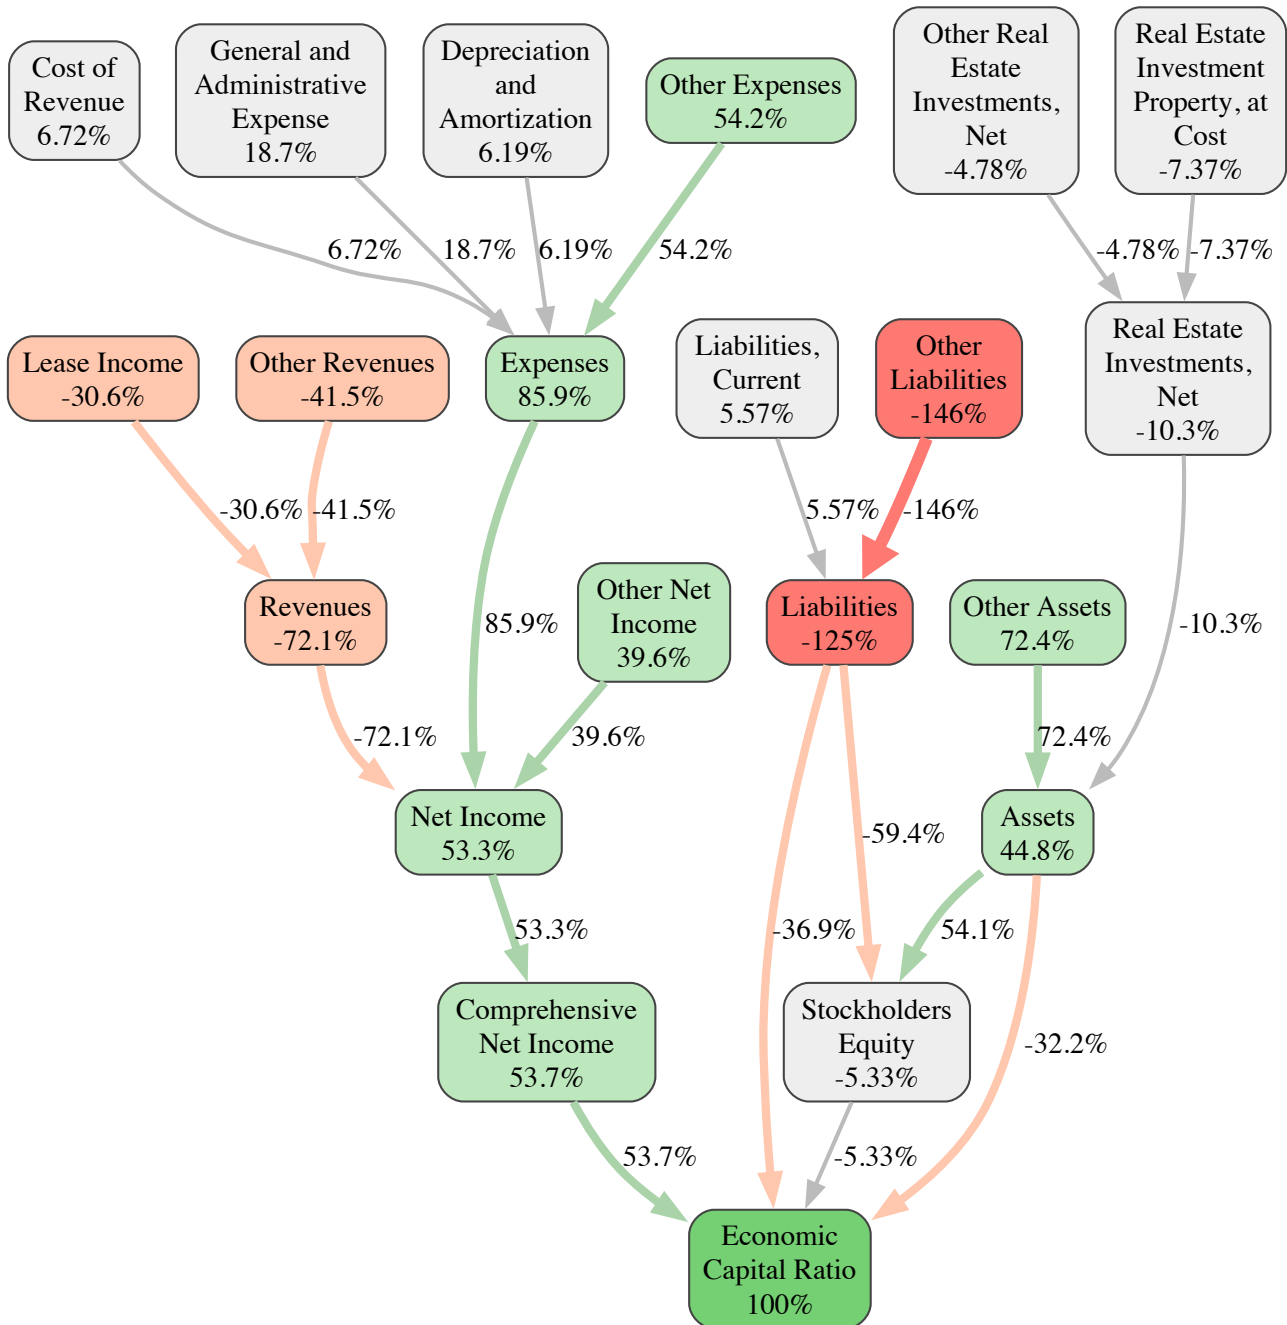 Cost of
Revenue
6.72%
General and
Administrative
Expense
18.7%
Depreciation
and
Amortization
6.19%
Other Expenses
54.2%
Other Real
Estate
Investments,
Net
-4.78%
Real Estate
Investment
Property, at
Cost
-7.37%
6.72%
18.7%
6.19%
54.2%
-4.78%
-7.37%
Lease Income
-30.6%
Other Revenues
-41.5%
Expenses
85.9%
Liabilities,
Current
5.57%
Other
Liabilities
-146%
Real Estate
Investments,
Net
-10.3%
-30.6%
-41.5%
5.57%
-146%
Revenues
-72.1%
85.9%
Other Net
Income
39.6%
Liabilities
-125%
Other Assets
72.4%
-10.3%
-72.1%
39.6%
72.4%
Net Income
53.3%
-59.4%
Assets
44.8%
53.3%
-36.9%
54.1%
Comprehensive
Net Income
53.7%
Stockholders
Equity
-5.33%
-32.2%
53.7%
-5.33%
Economic
Capital Ratio
100%